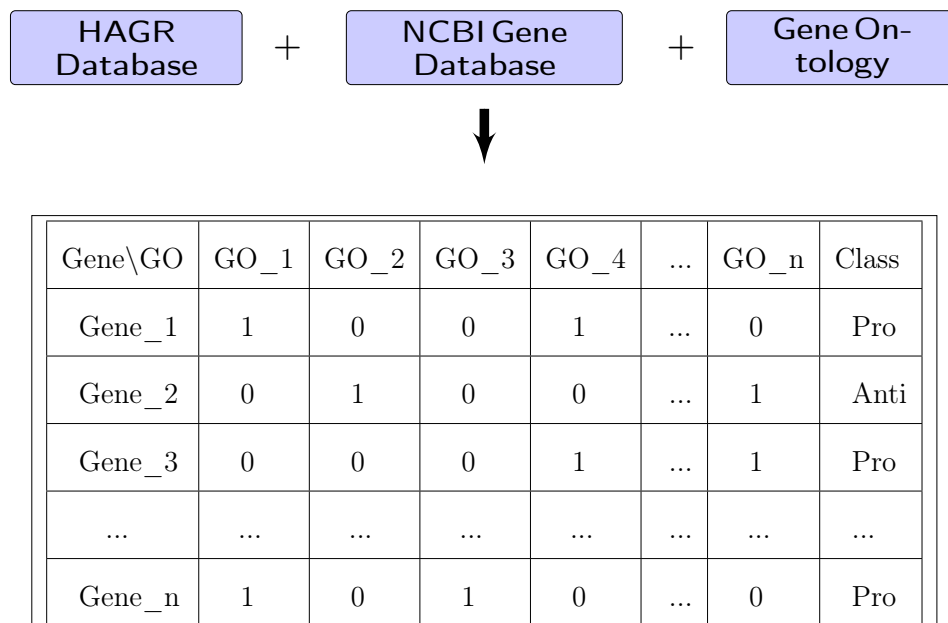 HAGR
Database
+
NCBI Gene
Database
+
Gene On-
tology
Gene\GO GO_1 GO_2 GO_3 GO_4 ... GO_n Class
Gene_1 1 0 0 1 ... 0 Pro
Gene_2 0 1 0 0 ... 1 Anti
Gene_3 0 0 0 1 ... 1 Pro
... ... ... ... ... ... ... ...
Gene_n 1 0 1 0 ... 0 Pro